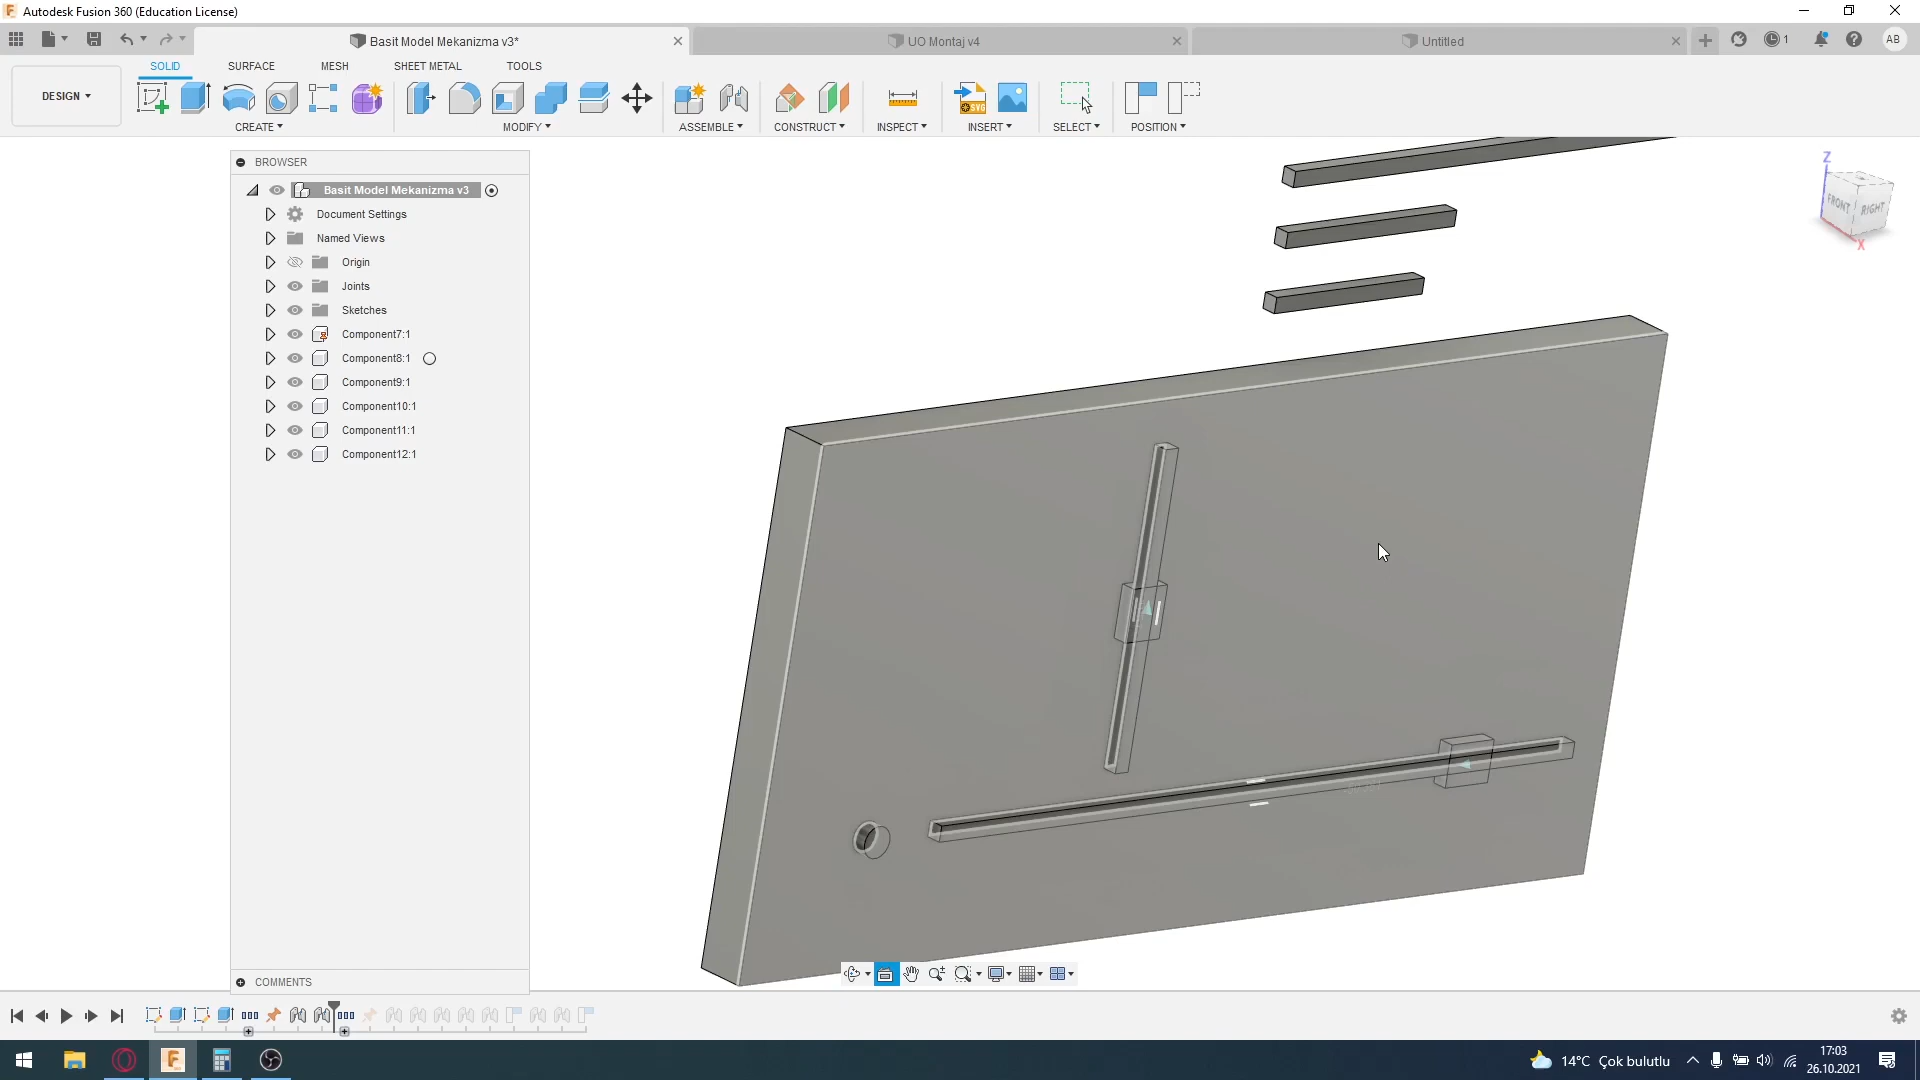 Autodesk Fusion 360 (Education License)
Basit Model Mekanizma v3*
UO Montaj v4
Untitled
1
AB
DESIGN
SOLID
SURFACE
MESH
SHEET METAL
TOOLS
CREATE
MODIFY
ASSEMBLE
CONSTRUCT
INSPECT
INSERT
SELECT
POSITION
SVG
BROWSER
Basit Model Mekanizma v3
Document Settings
Named Views
Origin
Joints
Sketches
Component7:1
Component8:1
Component9:1
Component10:1
Component11:1
Component12:1
Z
FRONT
RIGHT
X
COMMENTS
14°C Çok bulutlu
17:03
26.10.2021